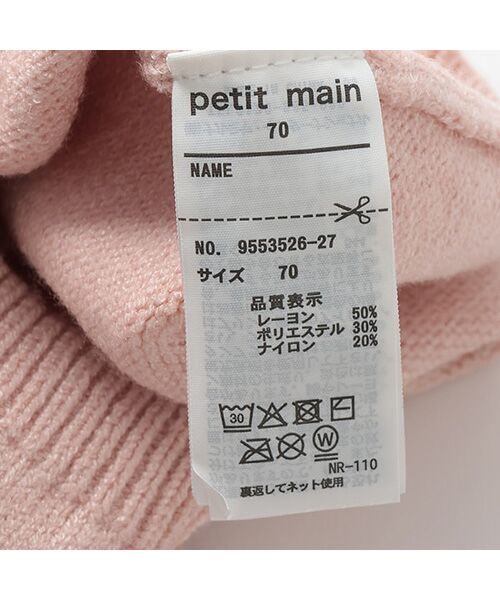 petit main
70
NAME
NO. 9553526-27
サイズ 70
品質表示
レーヨン 50%
ポリエステル 30%
ナイロン 20%
30
W
NR-110
裏返してネット使用